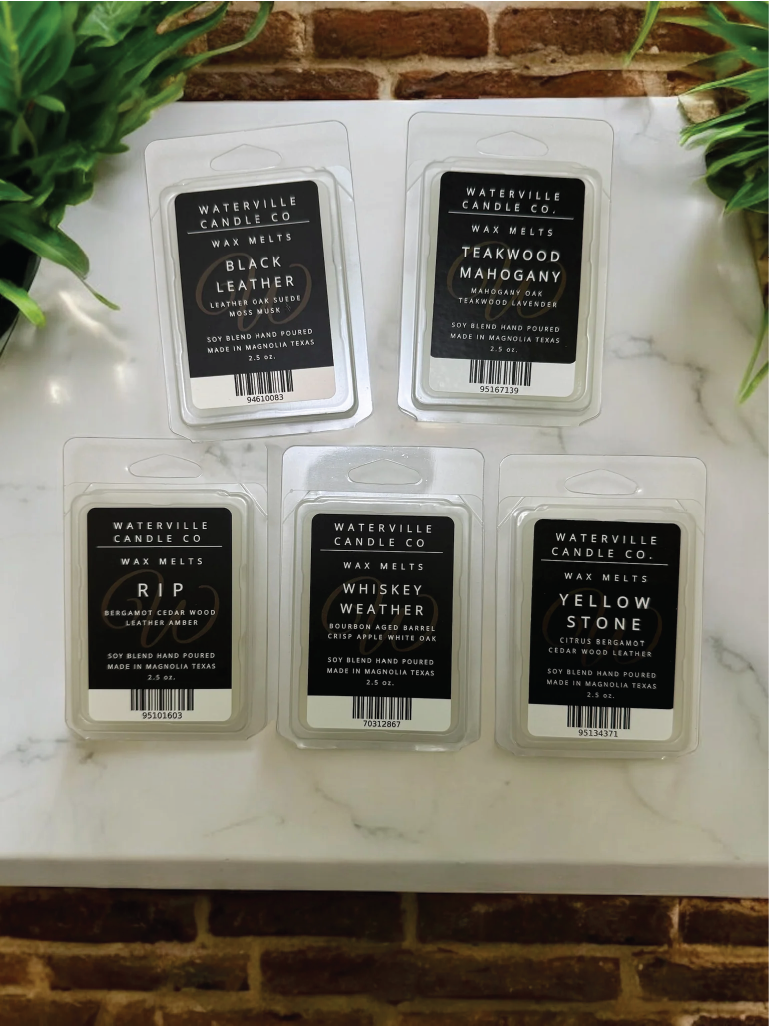 WATERVILLE
CANDLE CO
WAX MELTS
BLACK
LEATHER
LEATHER OAK SUEDE
MOSS MUSK
SOY BLEND HAND POURED
MADE IN MAGNOLIA TEXAS
2.5 oz.
94610083
WATERVILLE
CANDLE CO.
WAX MELTS
TEAKWOOD
MAHOGANY
MAHOGANY OAK
TEAKWOOD LAVENDER
SOY BLEND HAND POURED
MADE IN MAGNOLIA TEXAS
2.5 oz.
95167139
WATERVILLE
CANDLE CO
WAX MELTS
RIP
BERGAMOT CEDAR WOOD
LEATHER AMBER
SOY BLEND HAND POURED
MADE IN MAGNOLIA TEXAS
2.5 oz.
95101603
WATERVILLE
CANDLE CO
WAX MELTS
WHISKEY
WEATHER
BOURBON AGED BARREL
CRISP APPLE WHITE OAK
SOY BLEND HAND POURED
MADE IN MAGNOLIA TEXAS
2.5 oz.
70312867
WATERVILLE
CANDLE CO.
WAX MELTS
YELLOW
STONE
CITRUS BERGAMOT
CEDAR WOOD LEATHER
SOY BLEND HAND POURED
MADE IN MAGNOLIA TEXAS
2.5 oz.
95134371